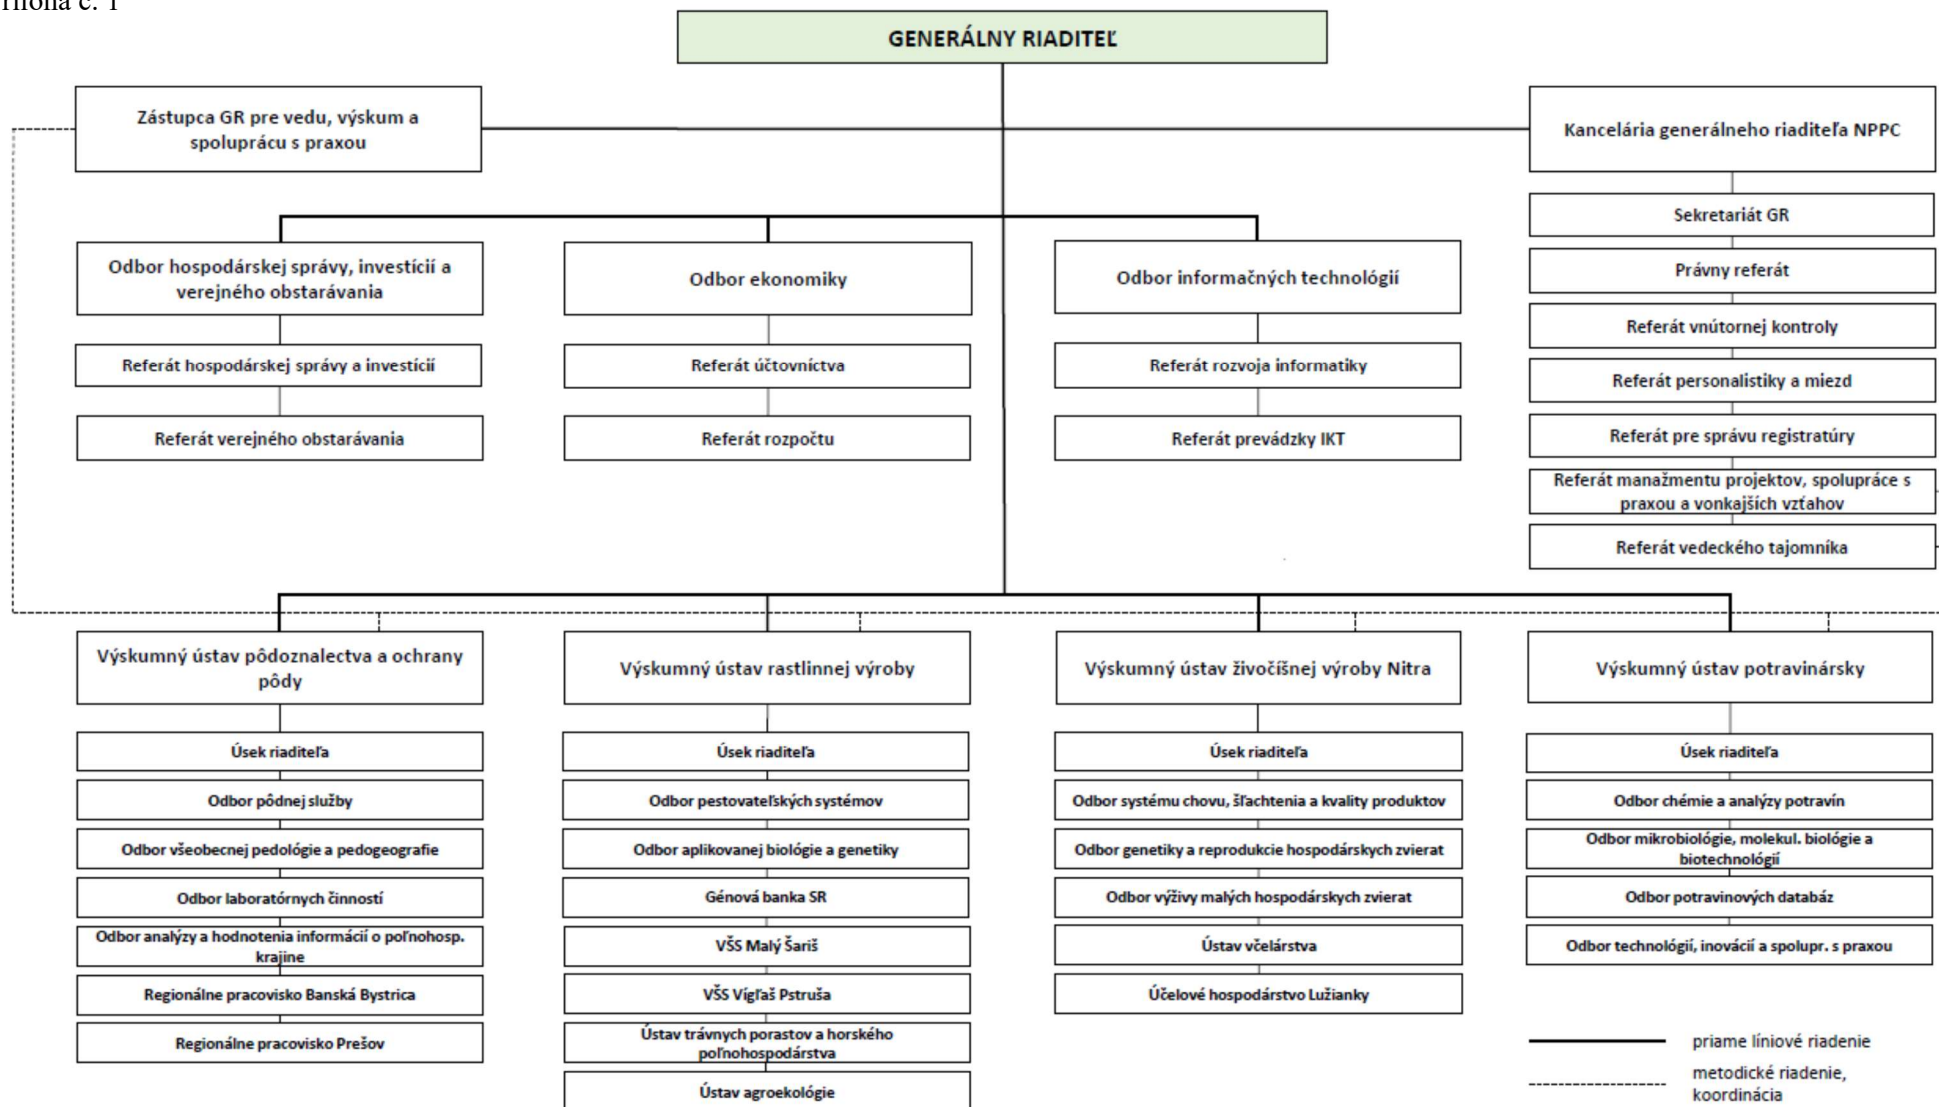 GENERÁLNY RIADITEĽ
Zástupca GR pre vedu, výskum a
spoluprácu s praxou
Kancelária generálneho riaditeľa NPPC
Sekretariát GR
Právny referát
Referát vnútornej kontroly
Referát personalistiky a miezd
Referát pre správu registratúry
Referát manažmentu projektov, spolupráce s
praxou a vonkajších vzťahov
Referát vedeckého tajomníka
Odbor hospodárskej správy, investícií a
verejného obstarávania
Referát hospodárskej správy a investícií
Referát verejného obstarávania
Odbor ekonomiky
Referát účtovníctva
Referát rozpočtu
Odbor informačných technológií
Referát rozvoja informatiky
Referát prevádzky IKT
Výskumný ústav pôdoznalectva a ochrany
pôdy
Úsek riaditeľa
Odbor pôdnej služby
Odbor všeobecnej pedológie a pedogeografie
Odbor laboratórnych činností
Odbor analýzy a hodnotenia informácií o poľnohosp.
krajine
Regionálne pracovisko Banská Bystrica
Regionálne pracovisko Prešov
Výskumný ústav rastlinnej výroby
Úsek riaditeľa
Odbor pestovateľských systémov
Odbor aplikovanej biológie a genetiky
Génová banka SR
VŠS Malý Šariš
VŠS Vígľaš Pstruša
Ústav trávnych porastov a horského
poľnohospodárstva
Ústav agroekológie
Výskumný ústav živočíšnej výroby Nitra
Úsek riaditeľa
Odbor systému chovu, šľachtenia a kvality produktov
Odbor genetiky a reprodukcie hospodárskych zvierat
Odbor výživy malých hospodárskych zvierat
Ústav včelárstva
Účelové hospodárstvo Lužianky
Výskumný ústav potravinársky
Úsek riaditeľa
Odbor chémie a analýzy potravín
Odbor mikrobiológie, molekul. biológie a
biotechnológií
Odbor potravinových databáz
Odbor technológií, inovácií a spolupr. s praxou
priame líniové riadenie
metodické riadenie,
koordinácia